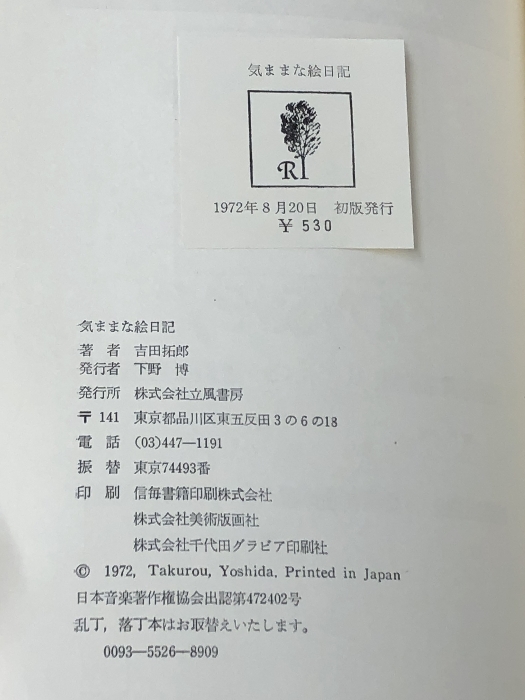 気ままな絵日記
R
1972年8月20日　初版発行
¥ 530
気ままな絵日記
著　者　吉田拓郎
発行者　下野　博
発行所　株式会社立風書房
〒 141　東京都品川区東五反田3の6の18
電　話　(03)447—1191
振　替　東京74493番
印　刷　信毎書籍印刷株式会社
株式会社美術版画社
株式会社千代田グラビア印刷社
© 1972, Takurou, Yoshida, Printed in Japan
日本音楽著作権協会出認第472402号
乱丁，落丁本はお取替えいたします。
0093—5526—8909